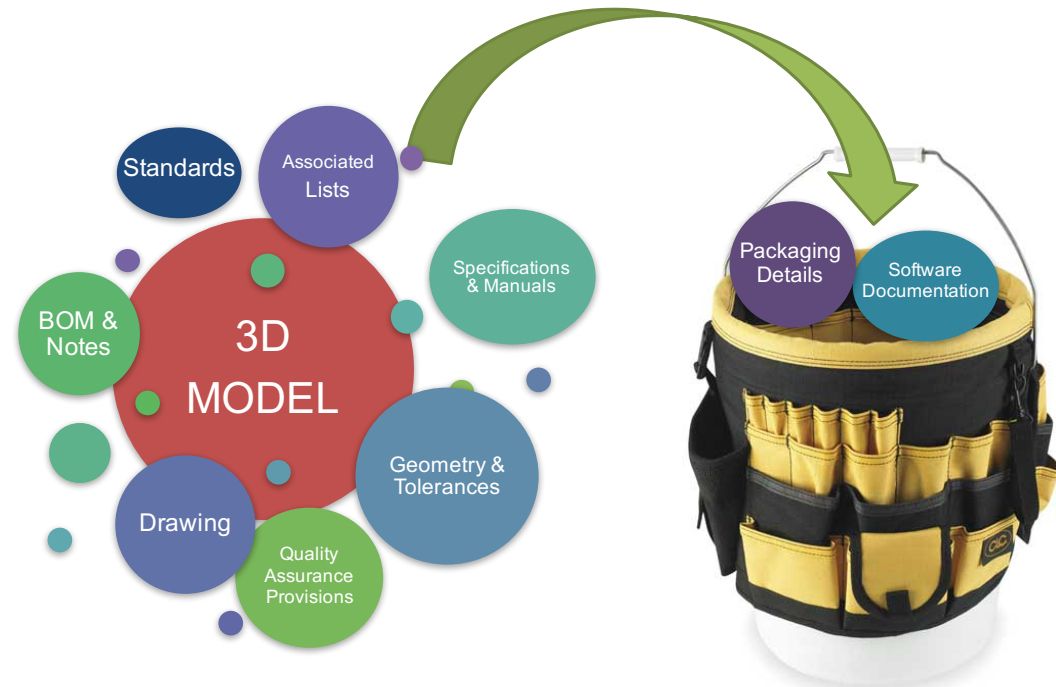 Standards
Associated
Lists
Specifications
& Manuals
BOM &
Notes
3D
MODEL
Geometry &
Tolerances
Drawing
Quality
Assurance
Provisions
Packaging
Details
Software
Documentation
CLC